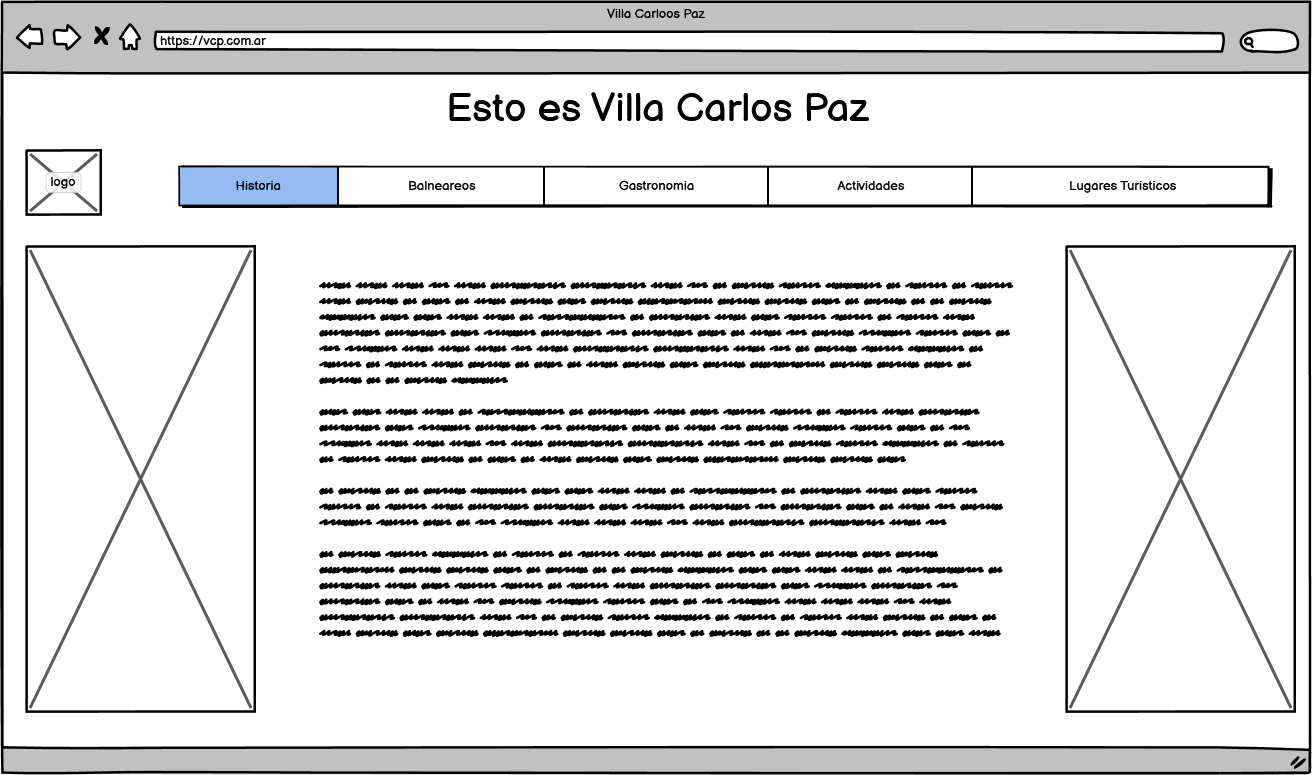 Villa Carloos Paz
https://vcp.com.ar
Esto es Villa Carlos Paz
logo
Historia
Balneareos
Gastronomia
Actividades
Lugares Turisticos